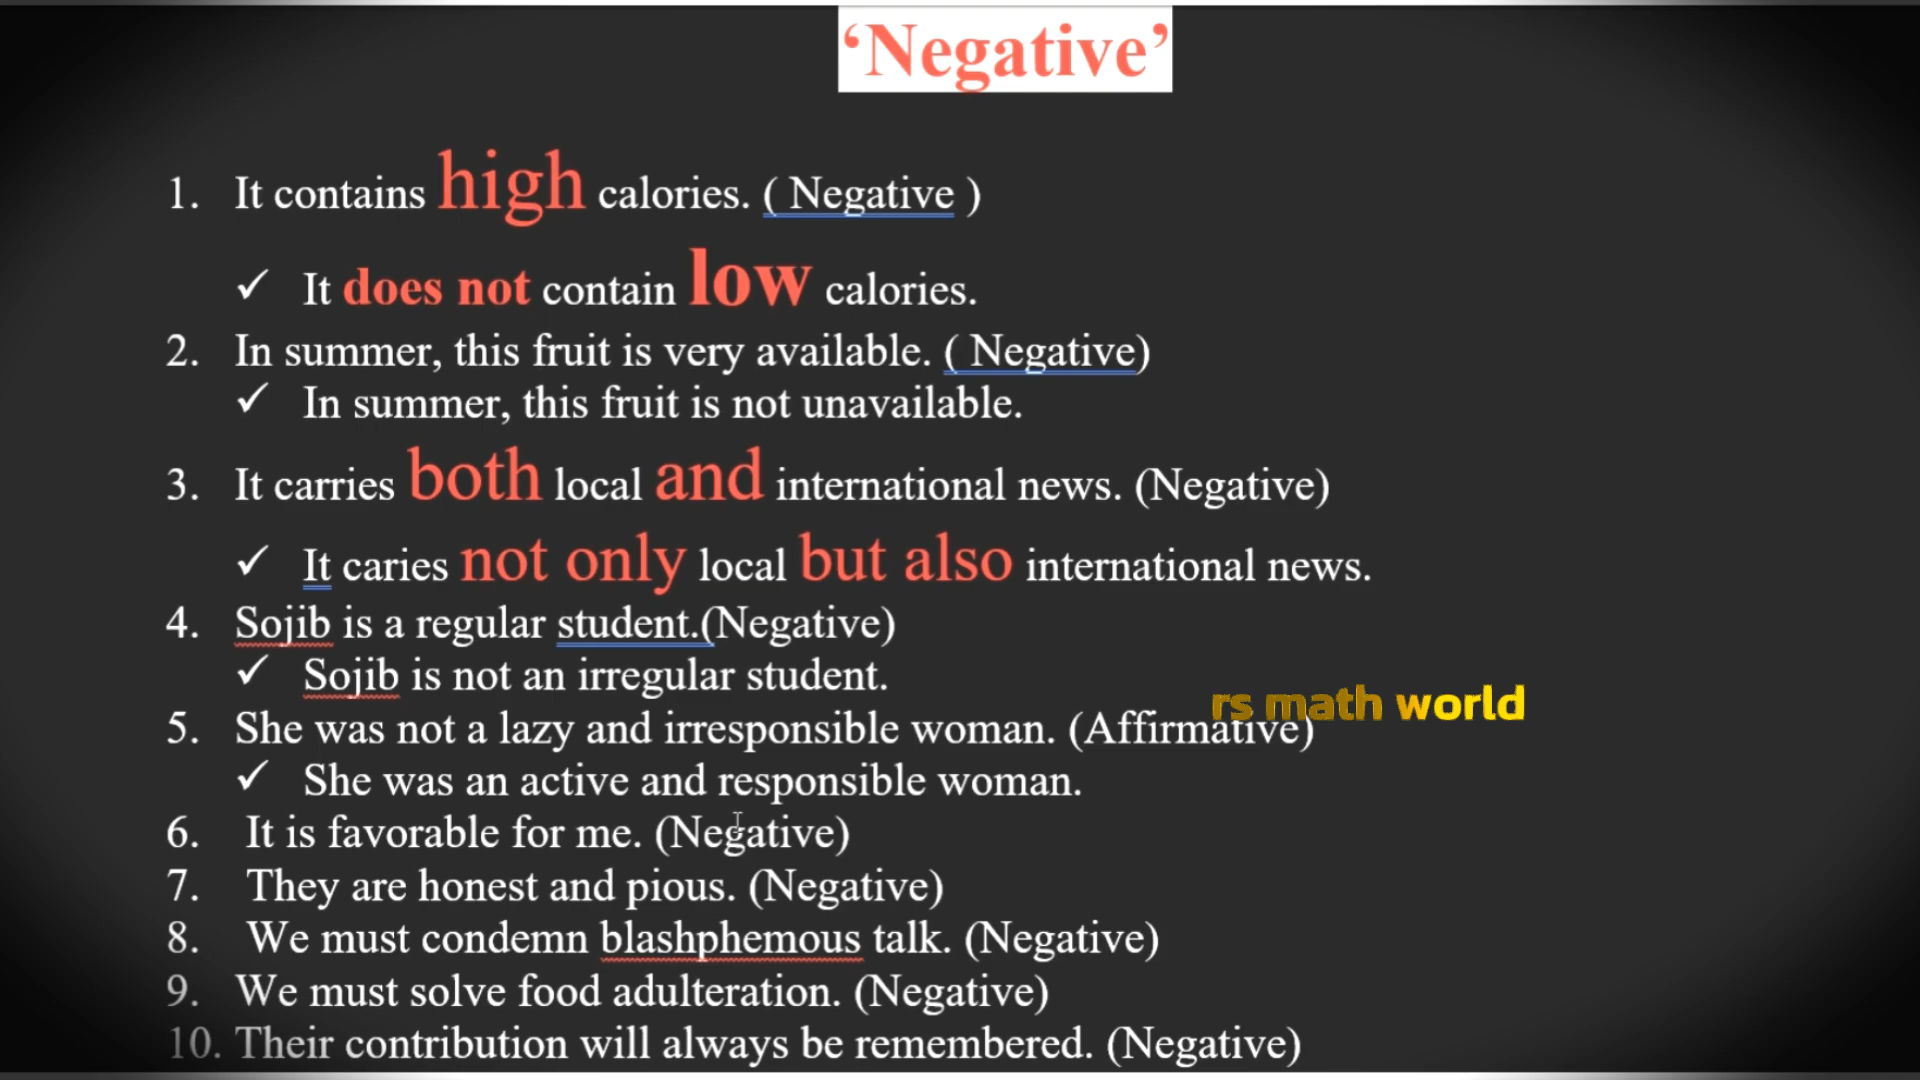 ‘Negative’
1. It contains high calories. ( Negative )
✓ It does not contain low calories.
2. In summer, this fruit is very available. ( Negative)
✓ In summer, this fruit is not unavailable.
3. It carries both local and international news. (Negative)
✓ It caries not only local but also international news.
4. Sojib is a regular student.(Negative)
✓ Sojib is not an irregular student.
rs math world
5. She was not a lazy and irresponsible woman. (Affirmative)
✓ She was an active and responsible woman.
6. It is favorable for me. (Negative)
7. They are honest and pious. (Negative)
8. We must condemn blashphemous talk. (Negative)
9. We must solve food adulteration. (Negative)
10. Their contribution will always be remembered. (Negative)